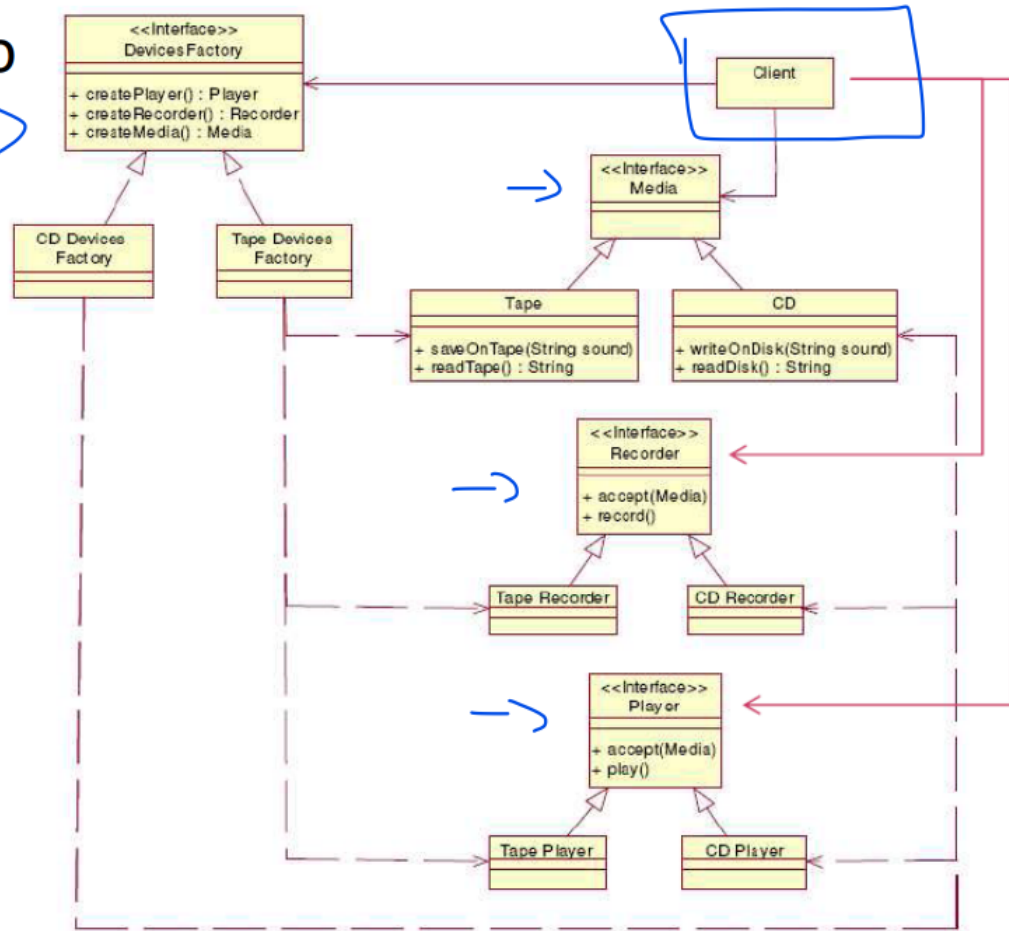 <<Interface>>
DevicesFactory
+ createPlayer() : Player
+ createRecorder() : Recorder
+ createMedia() : Media
Client
<<Interface>>
Media
CD Devices
Factory
Tape Devices
Factory
Tape
+ saveOnTape(String sound)
+ readTape() : String
CD
+ writeOnDisk(String sound)
+ readDisk() : String
<<Interface>>
Recorder
+ accept(Media)
+ record()
Tape Recorder
CD Recorder
<<Interface>>
Player
+ accept(Media)
+ play()
Tape Player
CD Player